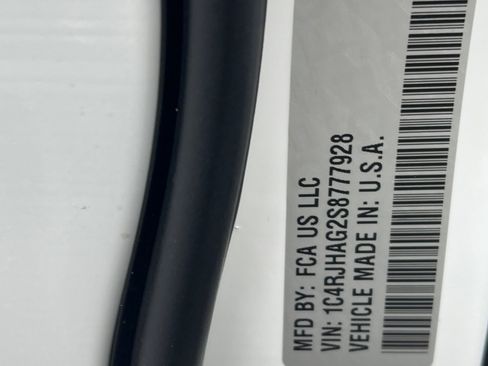 MFD BY: FCA US LLC
VIN: 1C4RJHAG2S8777928
VEHICLE MADE IN: U.S.A.